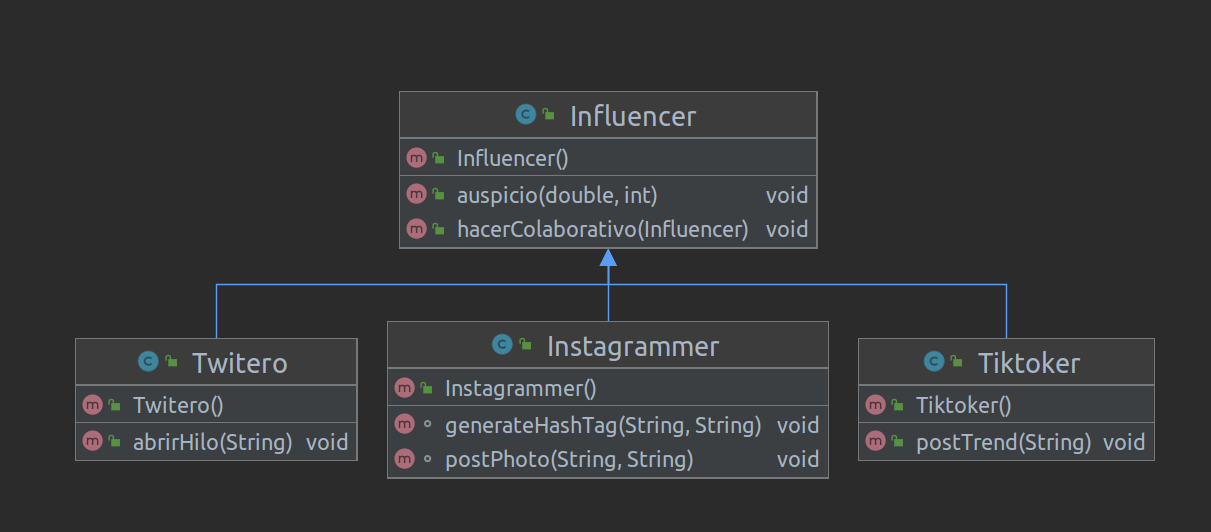 Influencer
Influencer()
auspicio(double, int) void
hacerColaborativo(Influencer) void
Twitero
Twitero()
abrirHilo(String) void
Instagrammer
Instagrammer()
generateHashTag(String, String) void
postPhoto(String, String) void
Tiktoker
Tiktoker()
postTrend(String) void